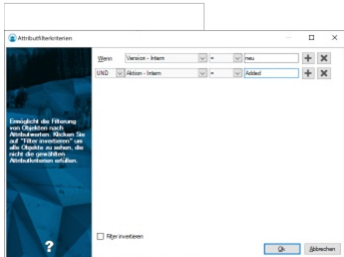 Attributfilterkriterien
Wenn Version - Intern = neu
UND Aktion - Intern = Added
Ermöglicht die Filterung
von Objekten nach
Attributwerten. Klicken Sie
auf "Filter invertieren" um
alle Objekte zu sehen, die
nicht die gewählten
Attributkriterien erfüllen.
Filter invertieren
?
Ok Abbrechen